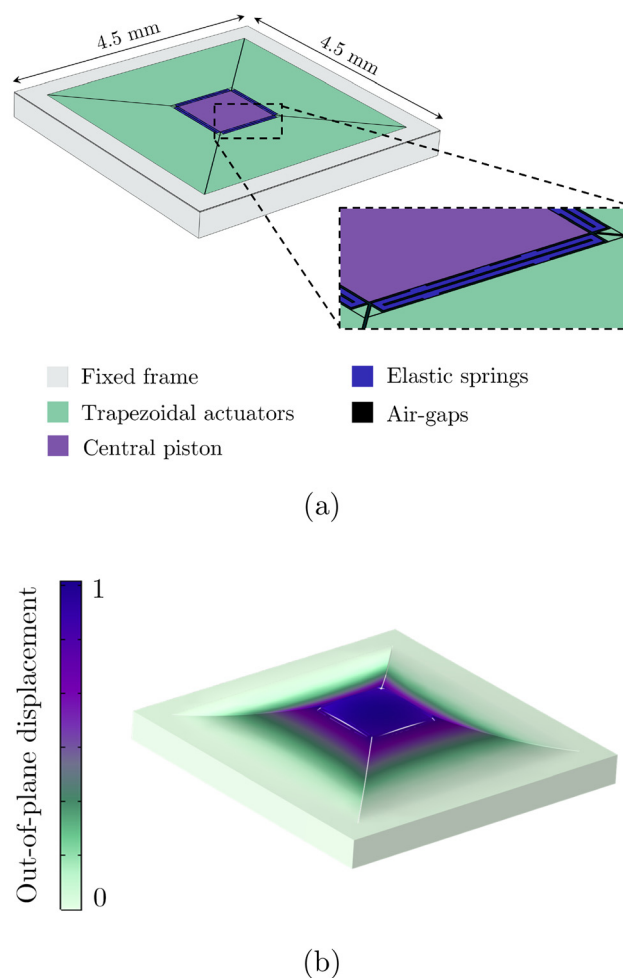 4.5 mm
4.5 mm
Fixed frame
Elastic springs
Trapezoidal actuators
Air-gaps
Central piston
(a)
Out-of-plane displacement
1
0
(b)